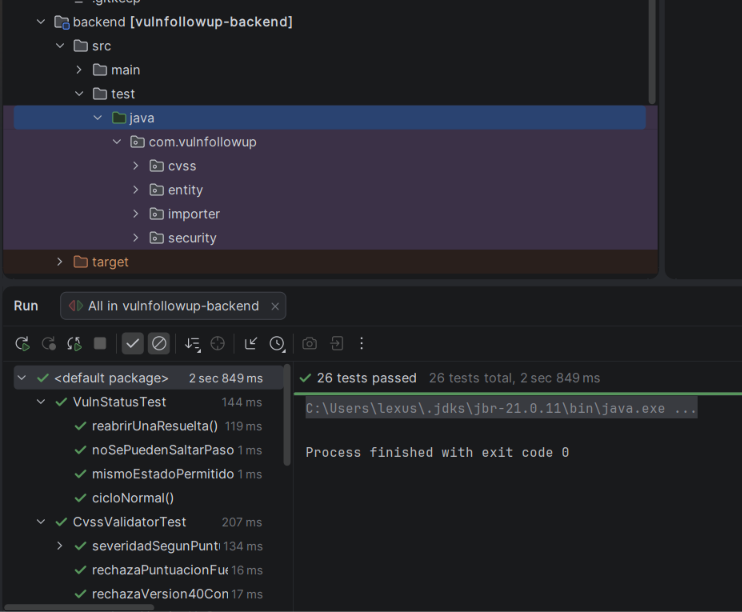 .gitkeep
backend [vulnfollowup-backend]
src
main
test
java
com.vulnfollowup
cvss
entity
importer
security
target
Run
All in vulnfollowup-backend
<default package> 2 sec 849 ms
VulnStatusTest 144 ms
reabrirUnaResuelta() 119 ms
noSePuedenSaltarPaso 1 ms
mismoEstadoPermitido 1 ms
cicloNormal()
CvssValidatorTest 207 ms
severidadSegunPunt 134 ms
rechazaPuntuacionFue 16 ms
rechazaVersion40Con 17 ms
26 tests passed 26 tests total, 2 sec 849 ms
C:\Users\lexus\.jdks\jbr-21.0.11\bin\java.exe ...
Process finished with exit code 0